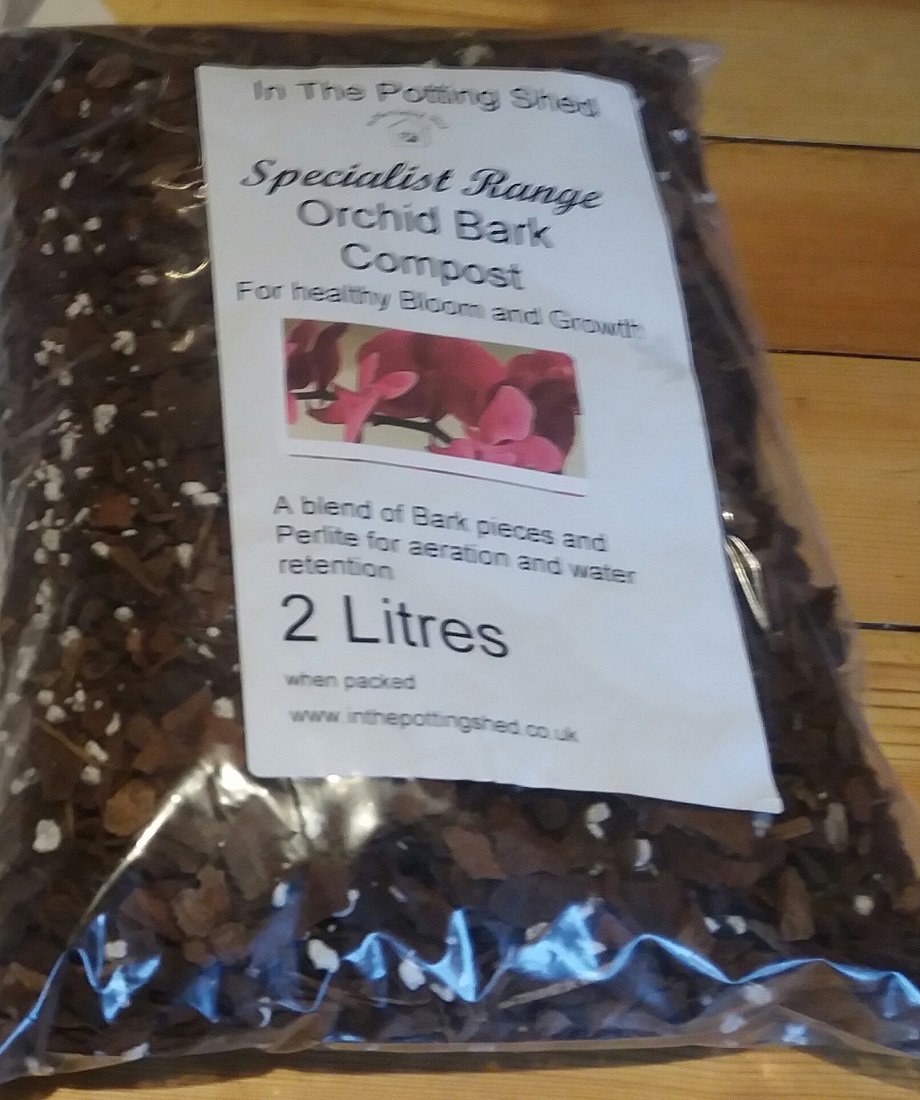 In The Potting Shed
Specialist Range
Orchid Bark
Compost
For healthy Bloom and Growth
A blend of Bark pieces and
Perlite for aeration and water
retention
2 Litres
when packed
www.inthepottingshed.co.uk